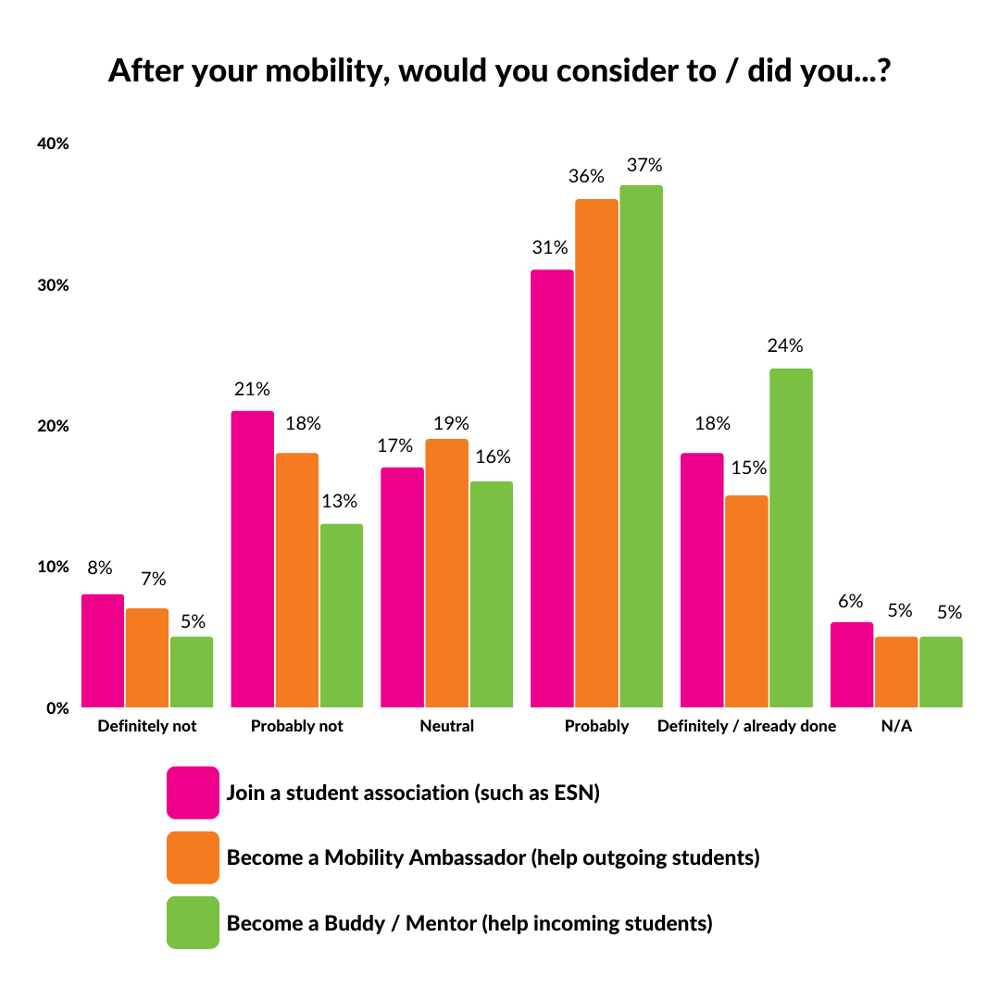 After your mobility, would you consider to / did you...?
40%
30%
20%
10%
0%
8%
7%
5%
21%
18%
13%
17%
19%
16%
31%
36%
37%
18%
15%
24%
6%
5%
5%
Definitely not
Probably not
Neutral
Probably
Definitely / already done
N/A
Join a student association (such as ESN)
Become a Mobility Ambassador (help outgoing students)
Become a Buddy / Mentor (help incoming students)